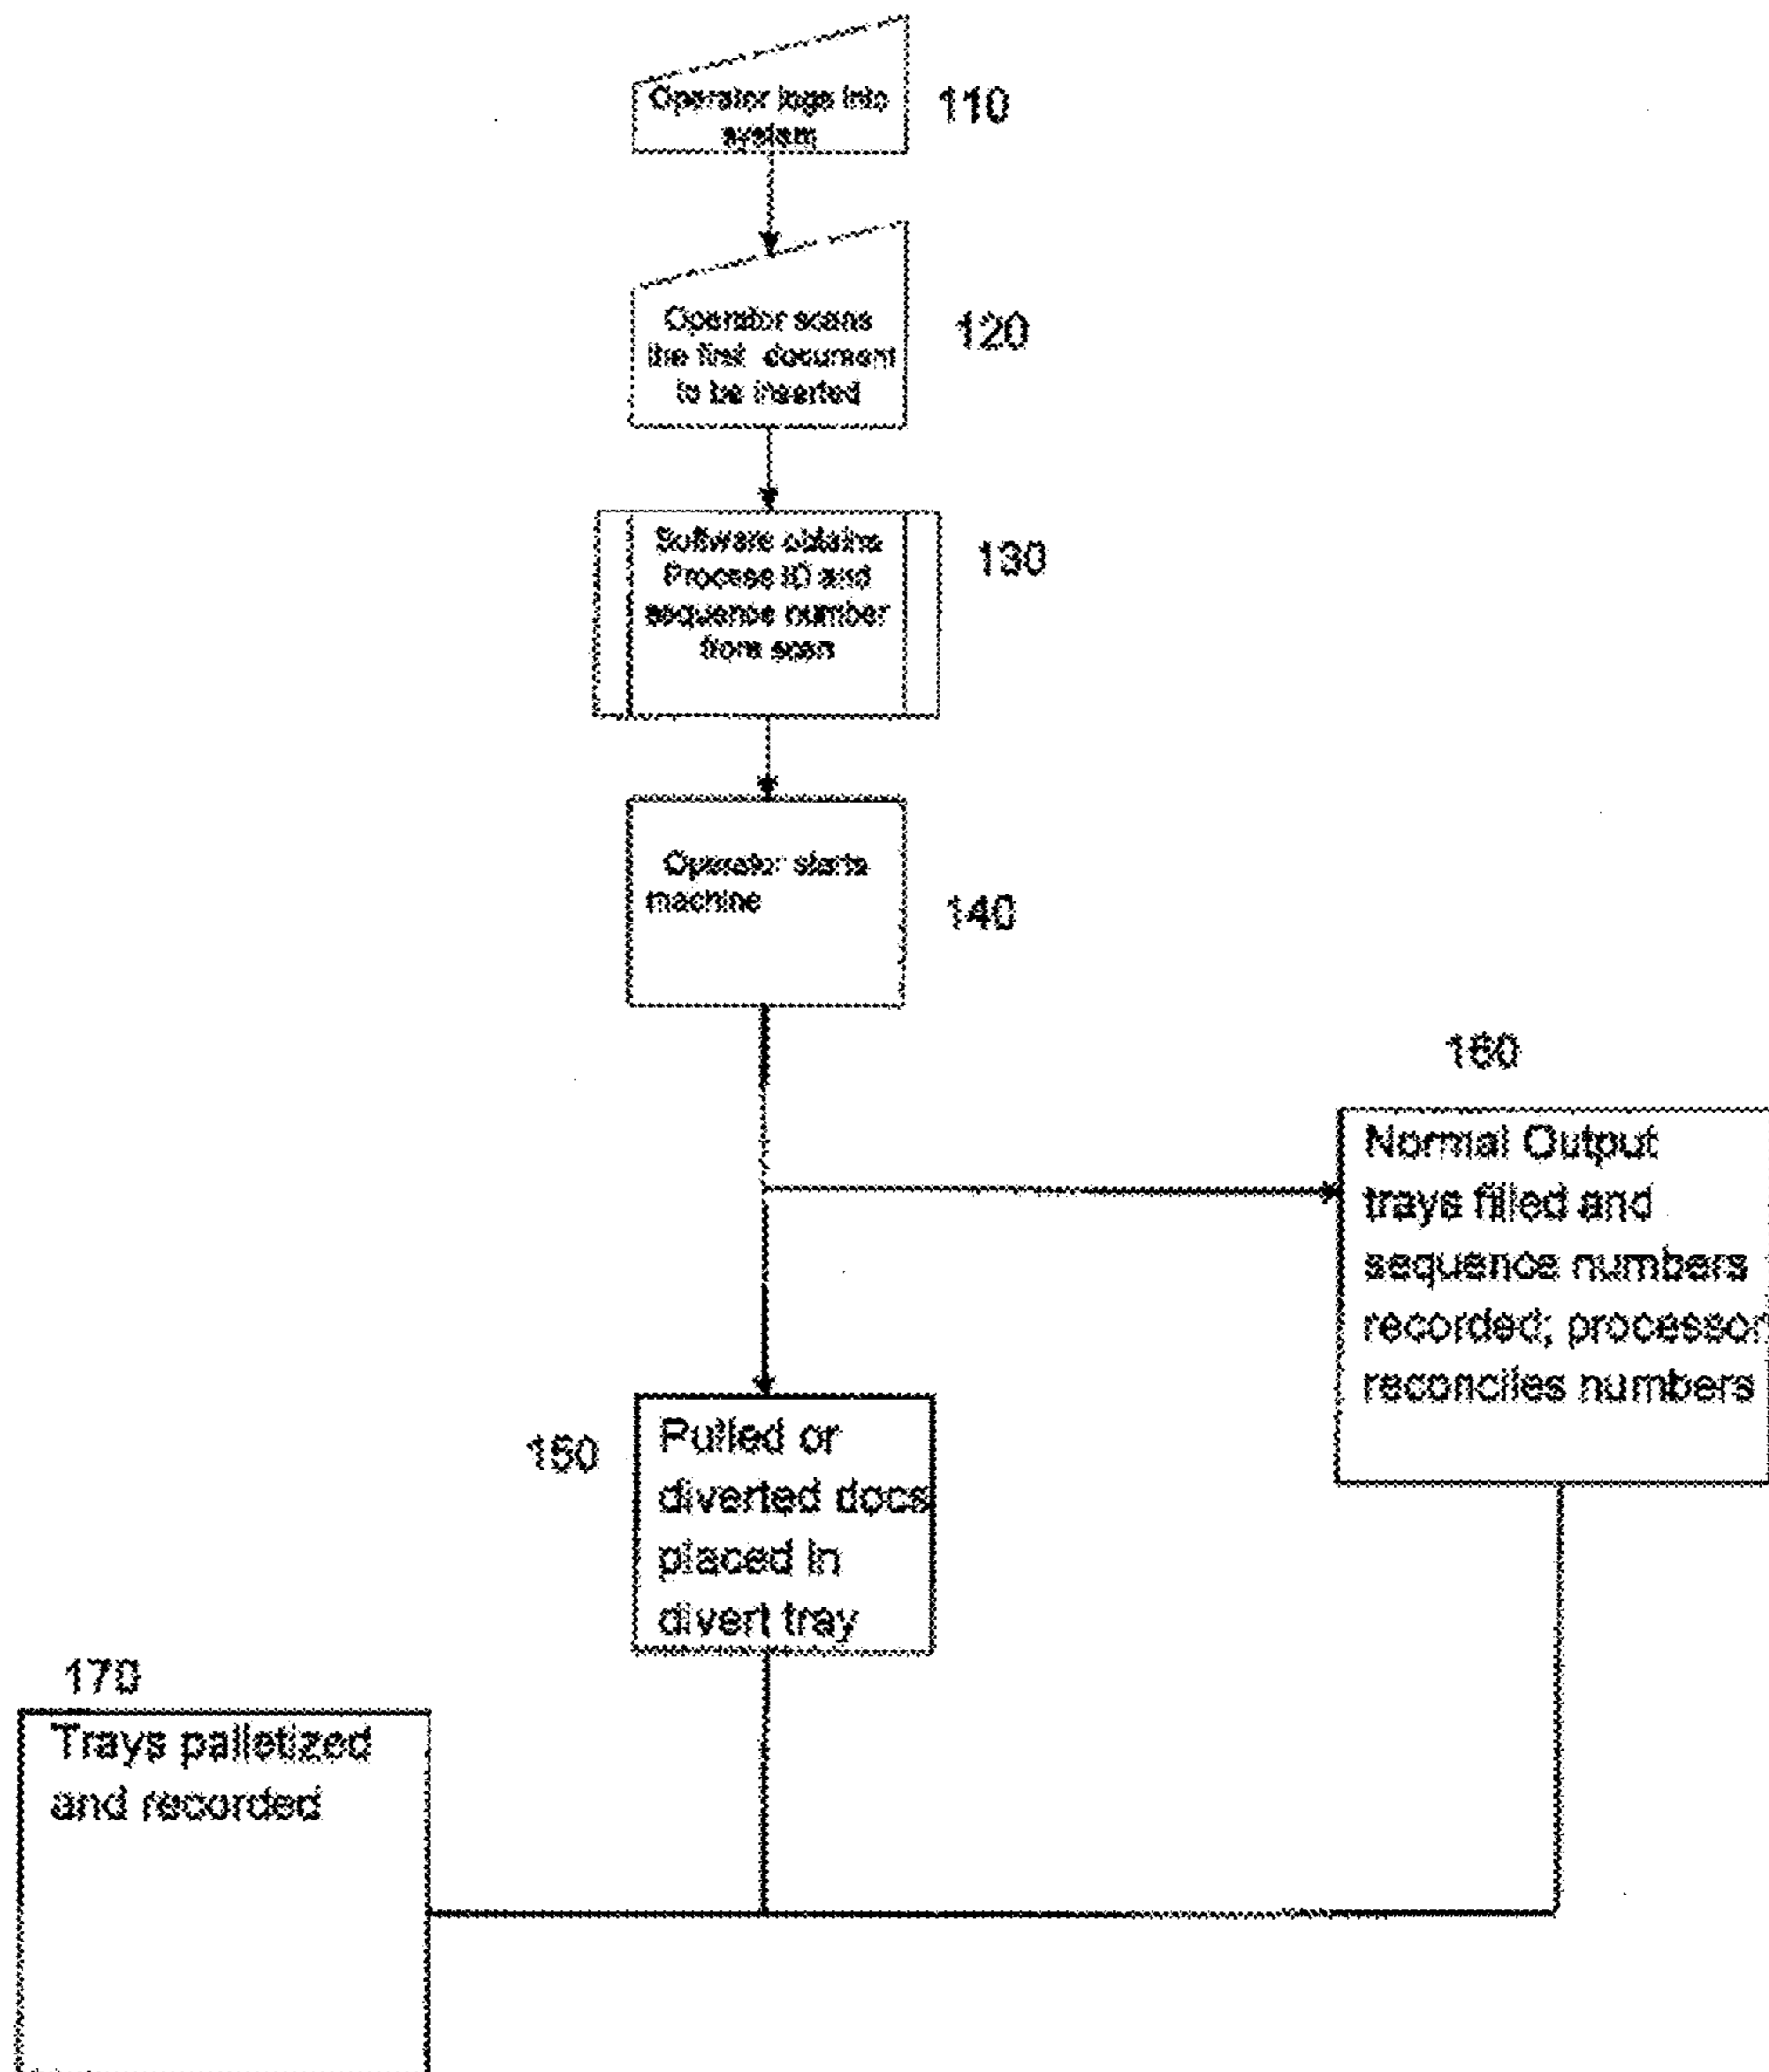 Operator logs into
system
110
Operator scans
the first document
to be inserted
120
Software obtains
Process ID and
sequence number
from scan
130
Operator starts
machine
140
160
Normal Output
trays filled and
sequence numbers
recorded; processor
reconciles numbers
150
Pulled or
diverted docs
placed in
divert tray
170
Trays palletized
and recorded